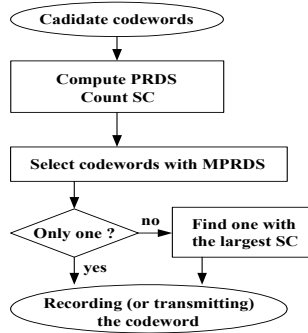 Cadidate codewords
Compute PRDS
Count SC
Select codewords with MPRDS
Only one ?
no
Find one with
the largest SC
yes
Recording (or transmitting)
the codeword